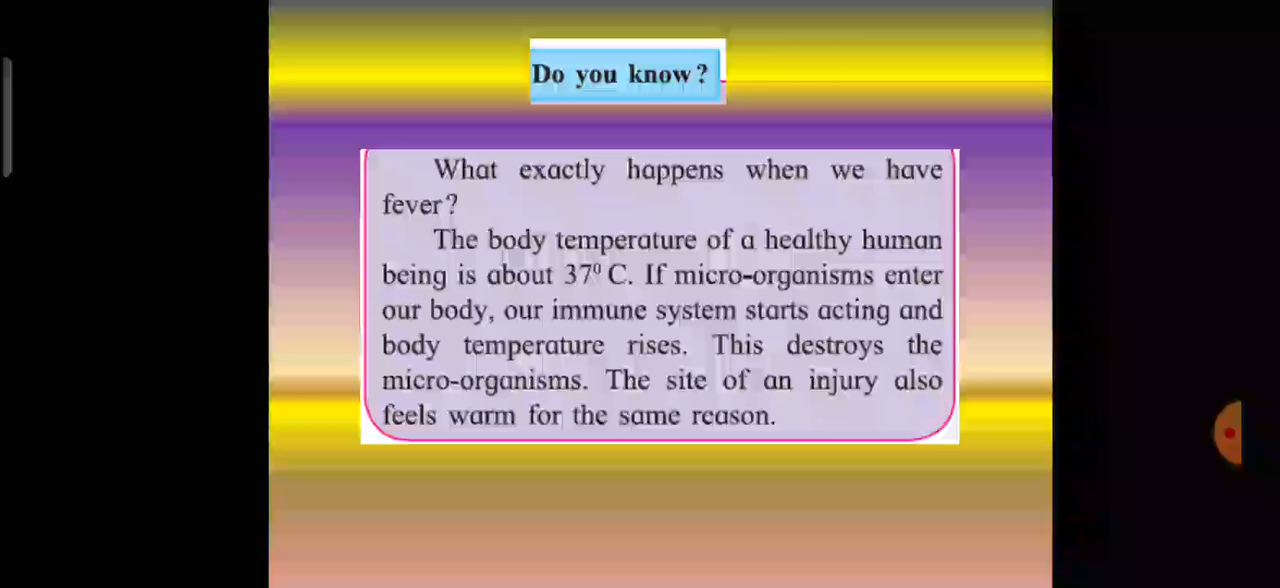 Do you know?
What exactly happens when we have
fever?
The body temperature of a healthy human
being is about 37⁰ C. If micro-organisms enter
our body, our immune system starts acting and
body temperature rises. This destroys the
micro-organisms. The site of an injury also
feels warm for the same reason.